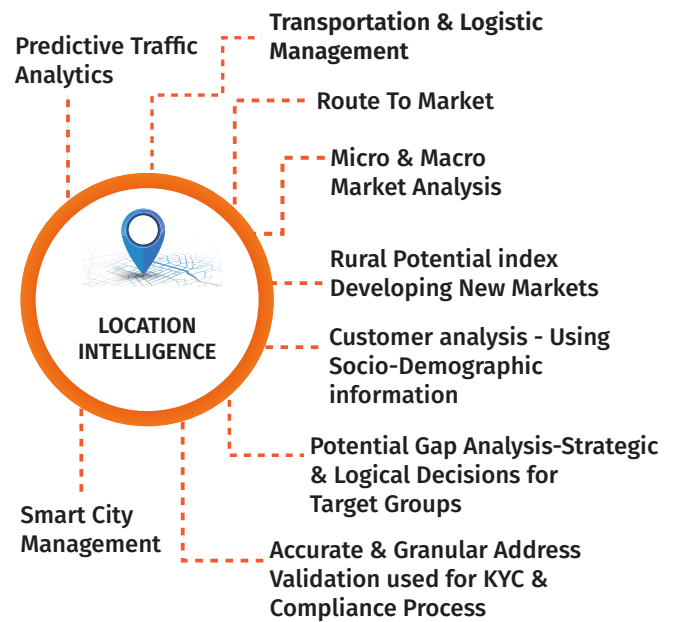 Predictive Traffic
Analytics
Transportation & Logistic
Management
Route To Market
Micro & Macro
Market Analysis
Rural Potential index
Developing New Markets
LOCATION
INTELLIGENCE
Customer analysis - Using
Socio-Demographic
information
Potential Gap Analysis-Strategic
& Logical Decisions for
Target Groups
Smart City
Management
Accurate & Granular Address
Validation used for KYC &
Compliance Process